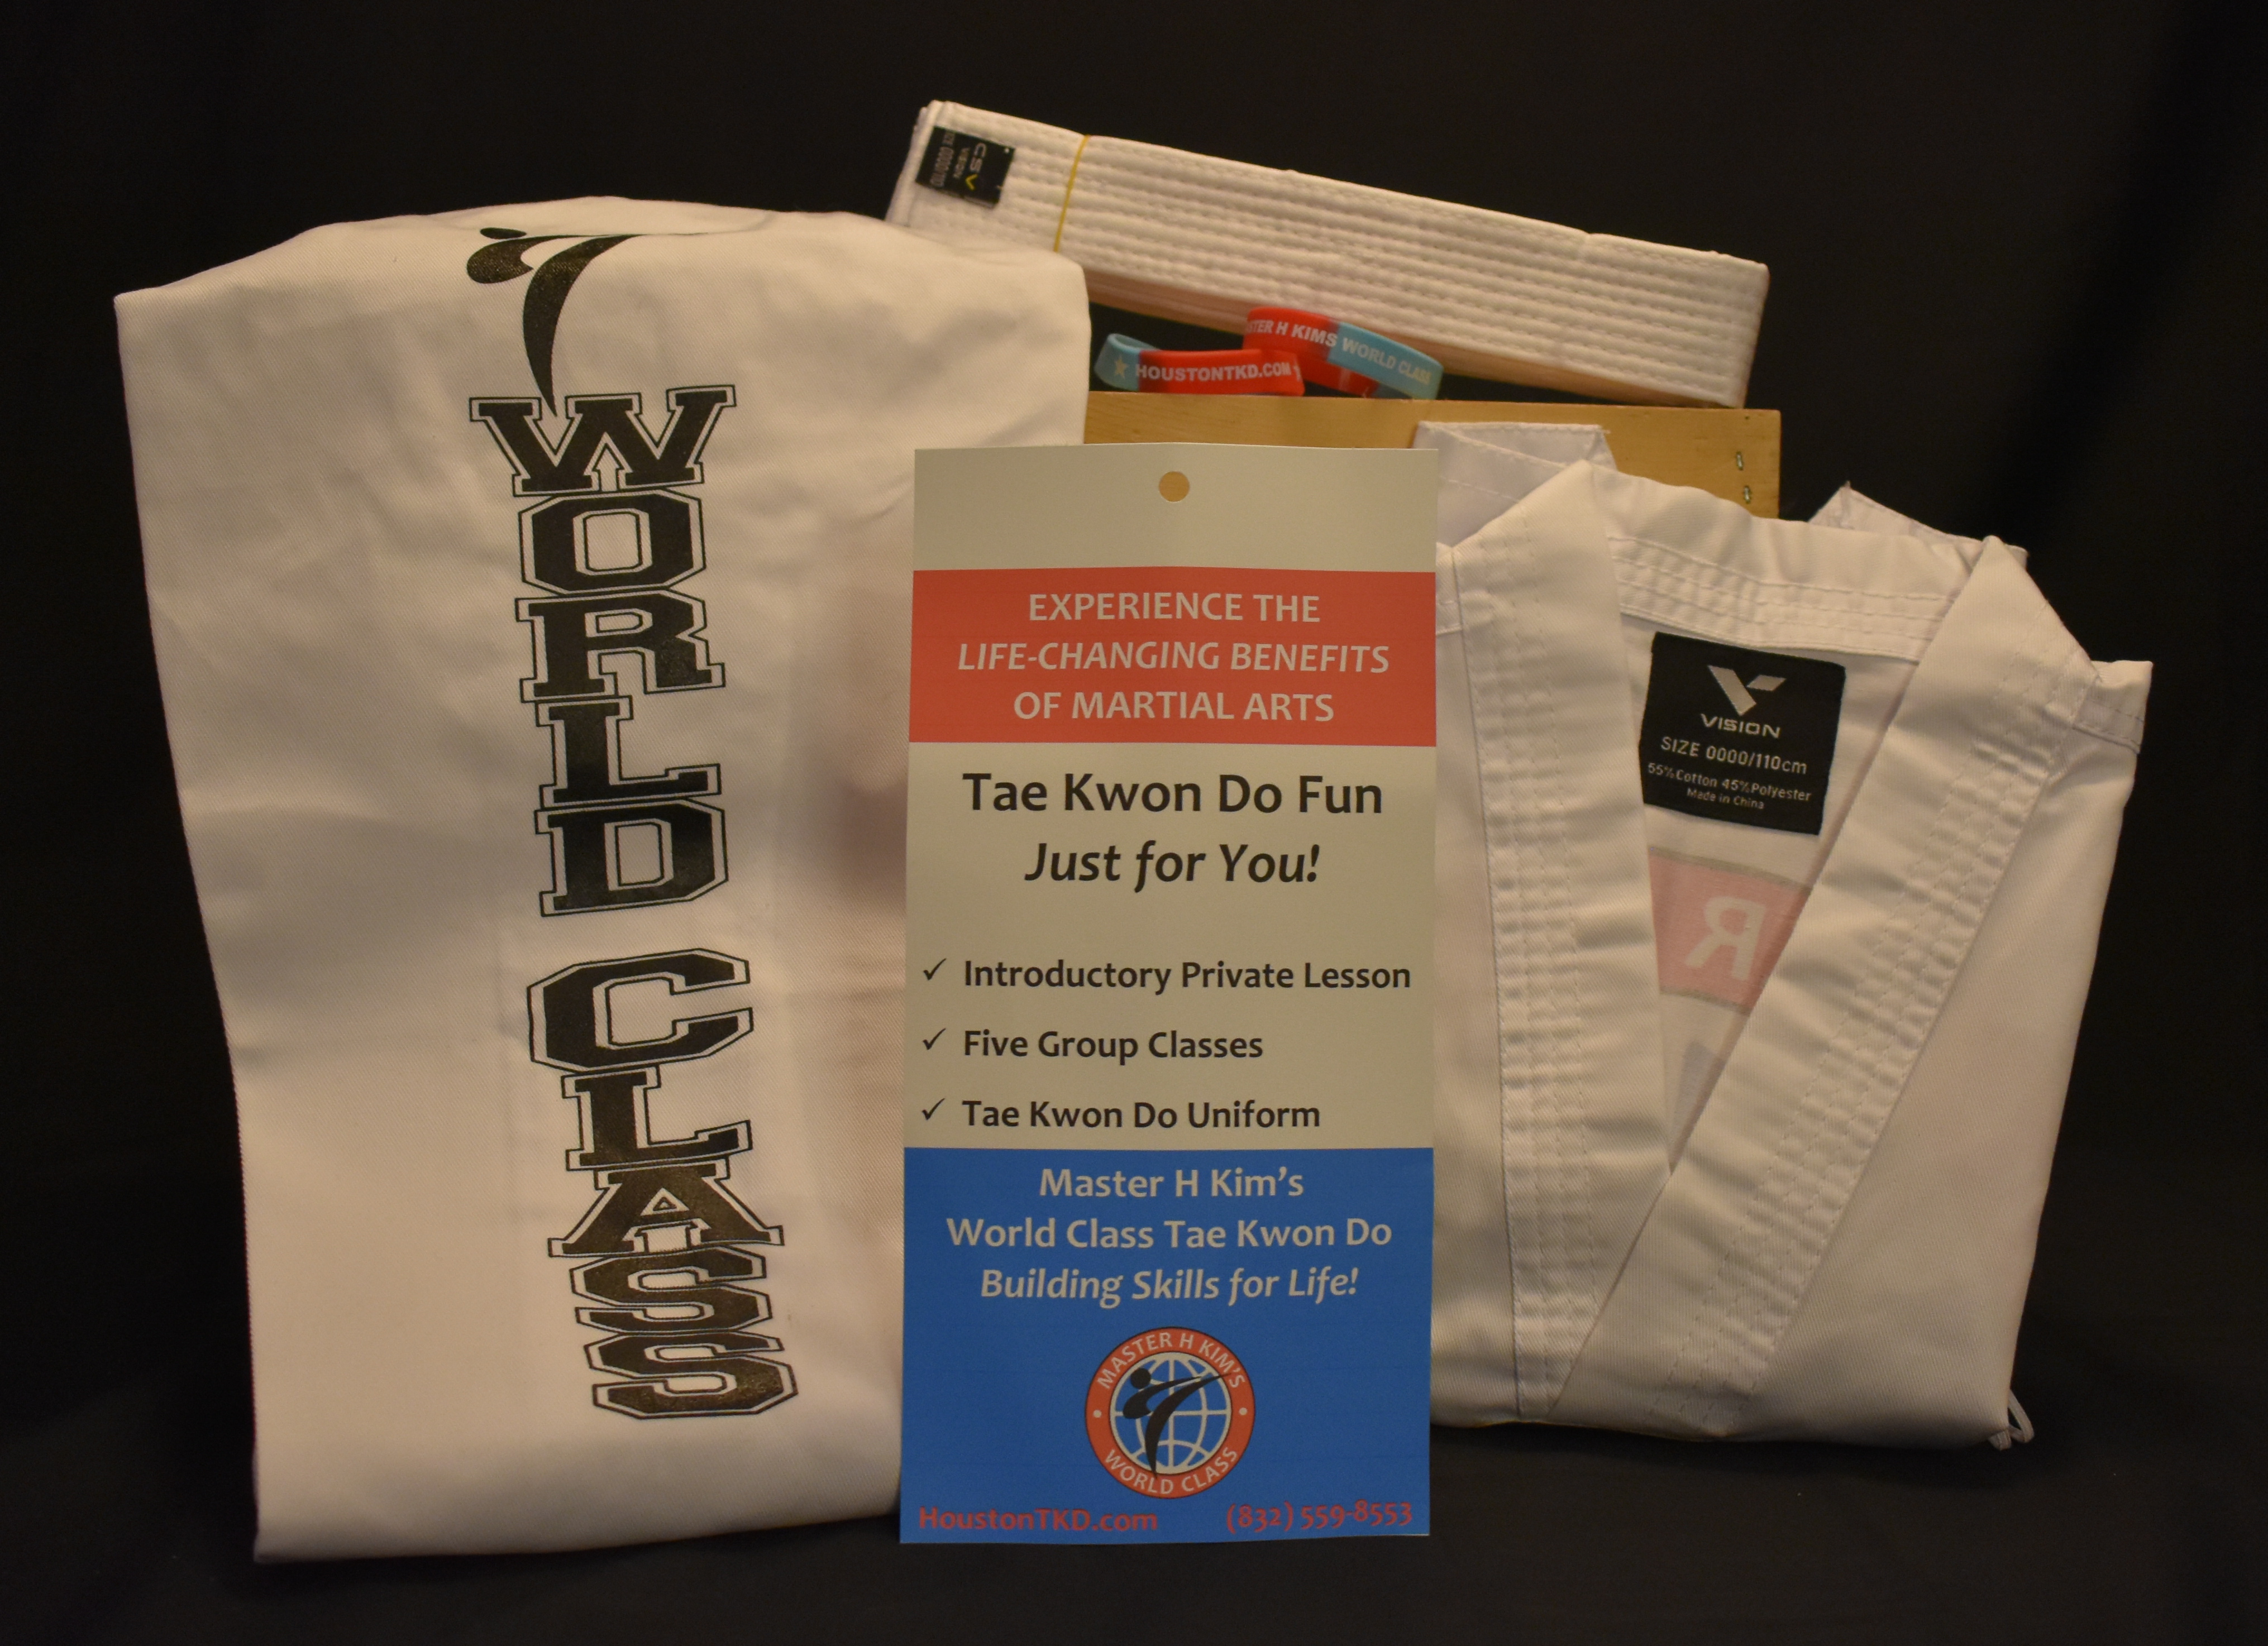 WORLD CLASS
CSV
VISION
MASTER H KIMS WORLD CLASS
HOUSTONTKD.COM
EXPERIENCE THE
LIFE-CHANGING BENEFITS
OF MARTIAL ARTS
Tae Kwon Do Fun
Just for You!
✓ Introductory Private Lesson
✓ Five Group Classes
✓ Tae Kwon Do Uniform
Master H Kim's
World Class Tae Kwon Do
Building Skills for Life!
MASTER H KIM'S
WORLD CLASS
HoustonTKD.com (832) 559-8553
VISION
SIZE 0000/110cm
55%Cotton 45%Polyester
Made in China
R